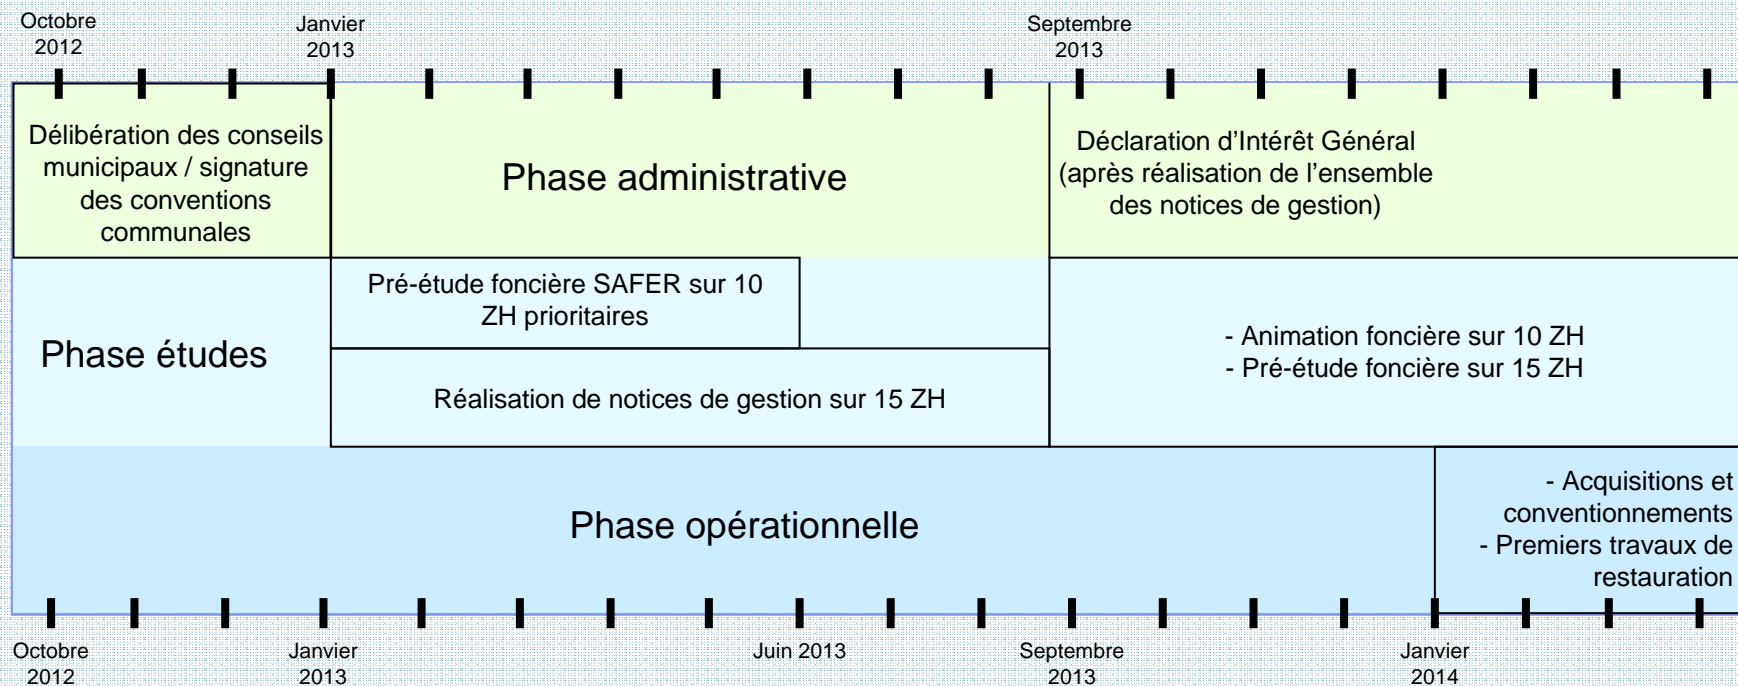 Octobre
2012
Janvier
2013
Septembre
2013
Délibération des conseils
municipaux / signature
des conventions
communales
Phase administrative
Déclaration d'Intérêt Général
(après réalisation de l'ensemble
des notices de gestion)
Phase études
Pré-étude foncière SAFER sur 10
ZH prioritaires
Réalisation de notices de gestion sur 15 ZH
- Animation foncière sur 10 ZH
- Pré-étude foncière sur 15 ZH
Phase opérationnelle
- Acquisitions et
conventionnements
- Premiers travaux de
restauration
Octobre
2012
Janvier
2013
Juin 2013
Septembre
2013
Janvier
2014